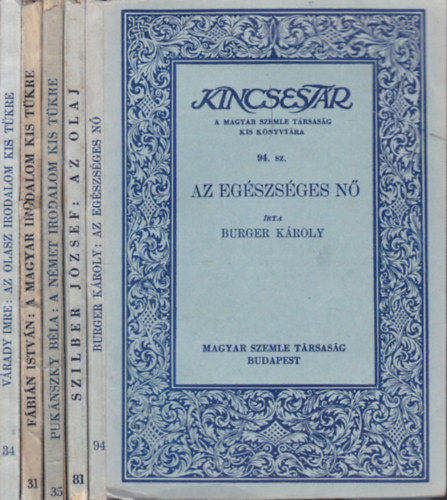 VÁRADY IMRE: AZ OLASZ IRODALOM KIS TÜKRE
34
FÁBIÁN ISTVÁN: A MAGYAR IRODALOM KIS TÜKRE
31
PUKÁNSZKY BÉLA: A NÉMET IRODALOM KIS TÜKRE
35
SZILBER JÓZSEF: AZ OLAJ
81
BURGER KÁROLY: AZ EGÉSZSÉGES NŐ
94
KINCSESTÁR
A MAGYAR SZEMLE TÁRSASÁG
KIS KÖNYVTÁRA
94. SZ.
AZ EGÉSZSÉGES NŐ
ÍRTA
BURGER KÁROLY
MAGYAR SZEMLE TÁRSASÁG
BUDAPEST